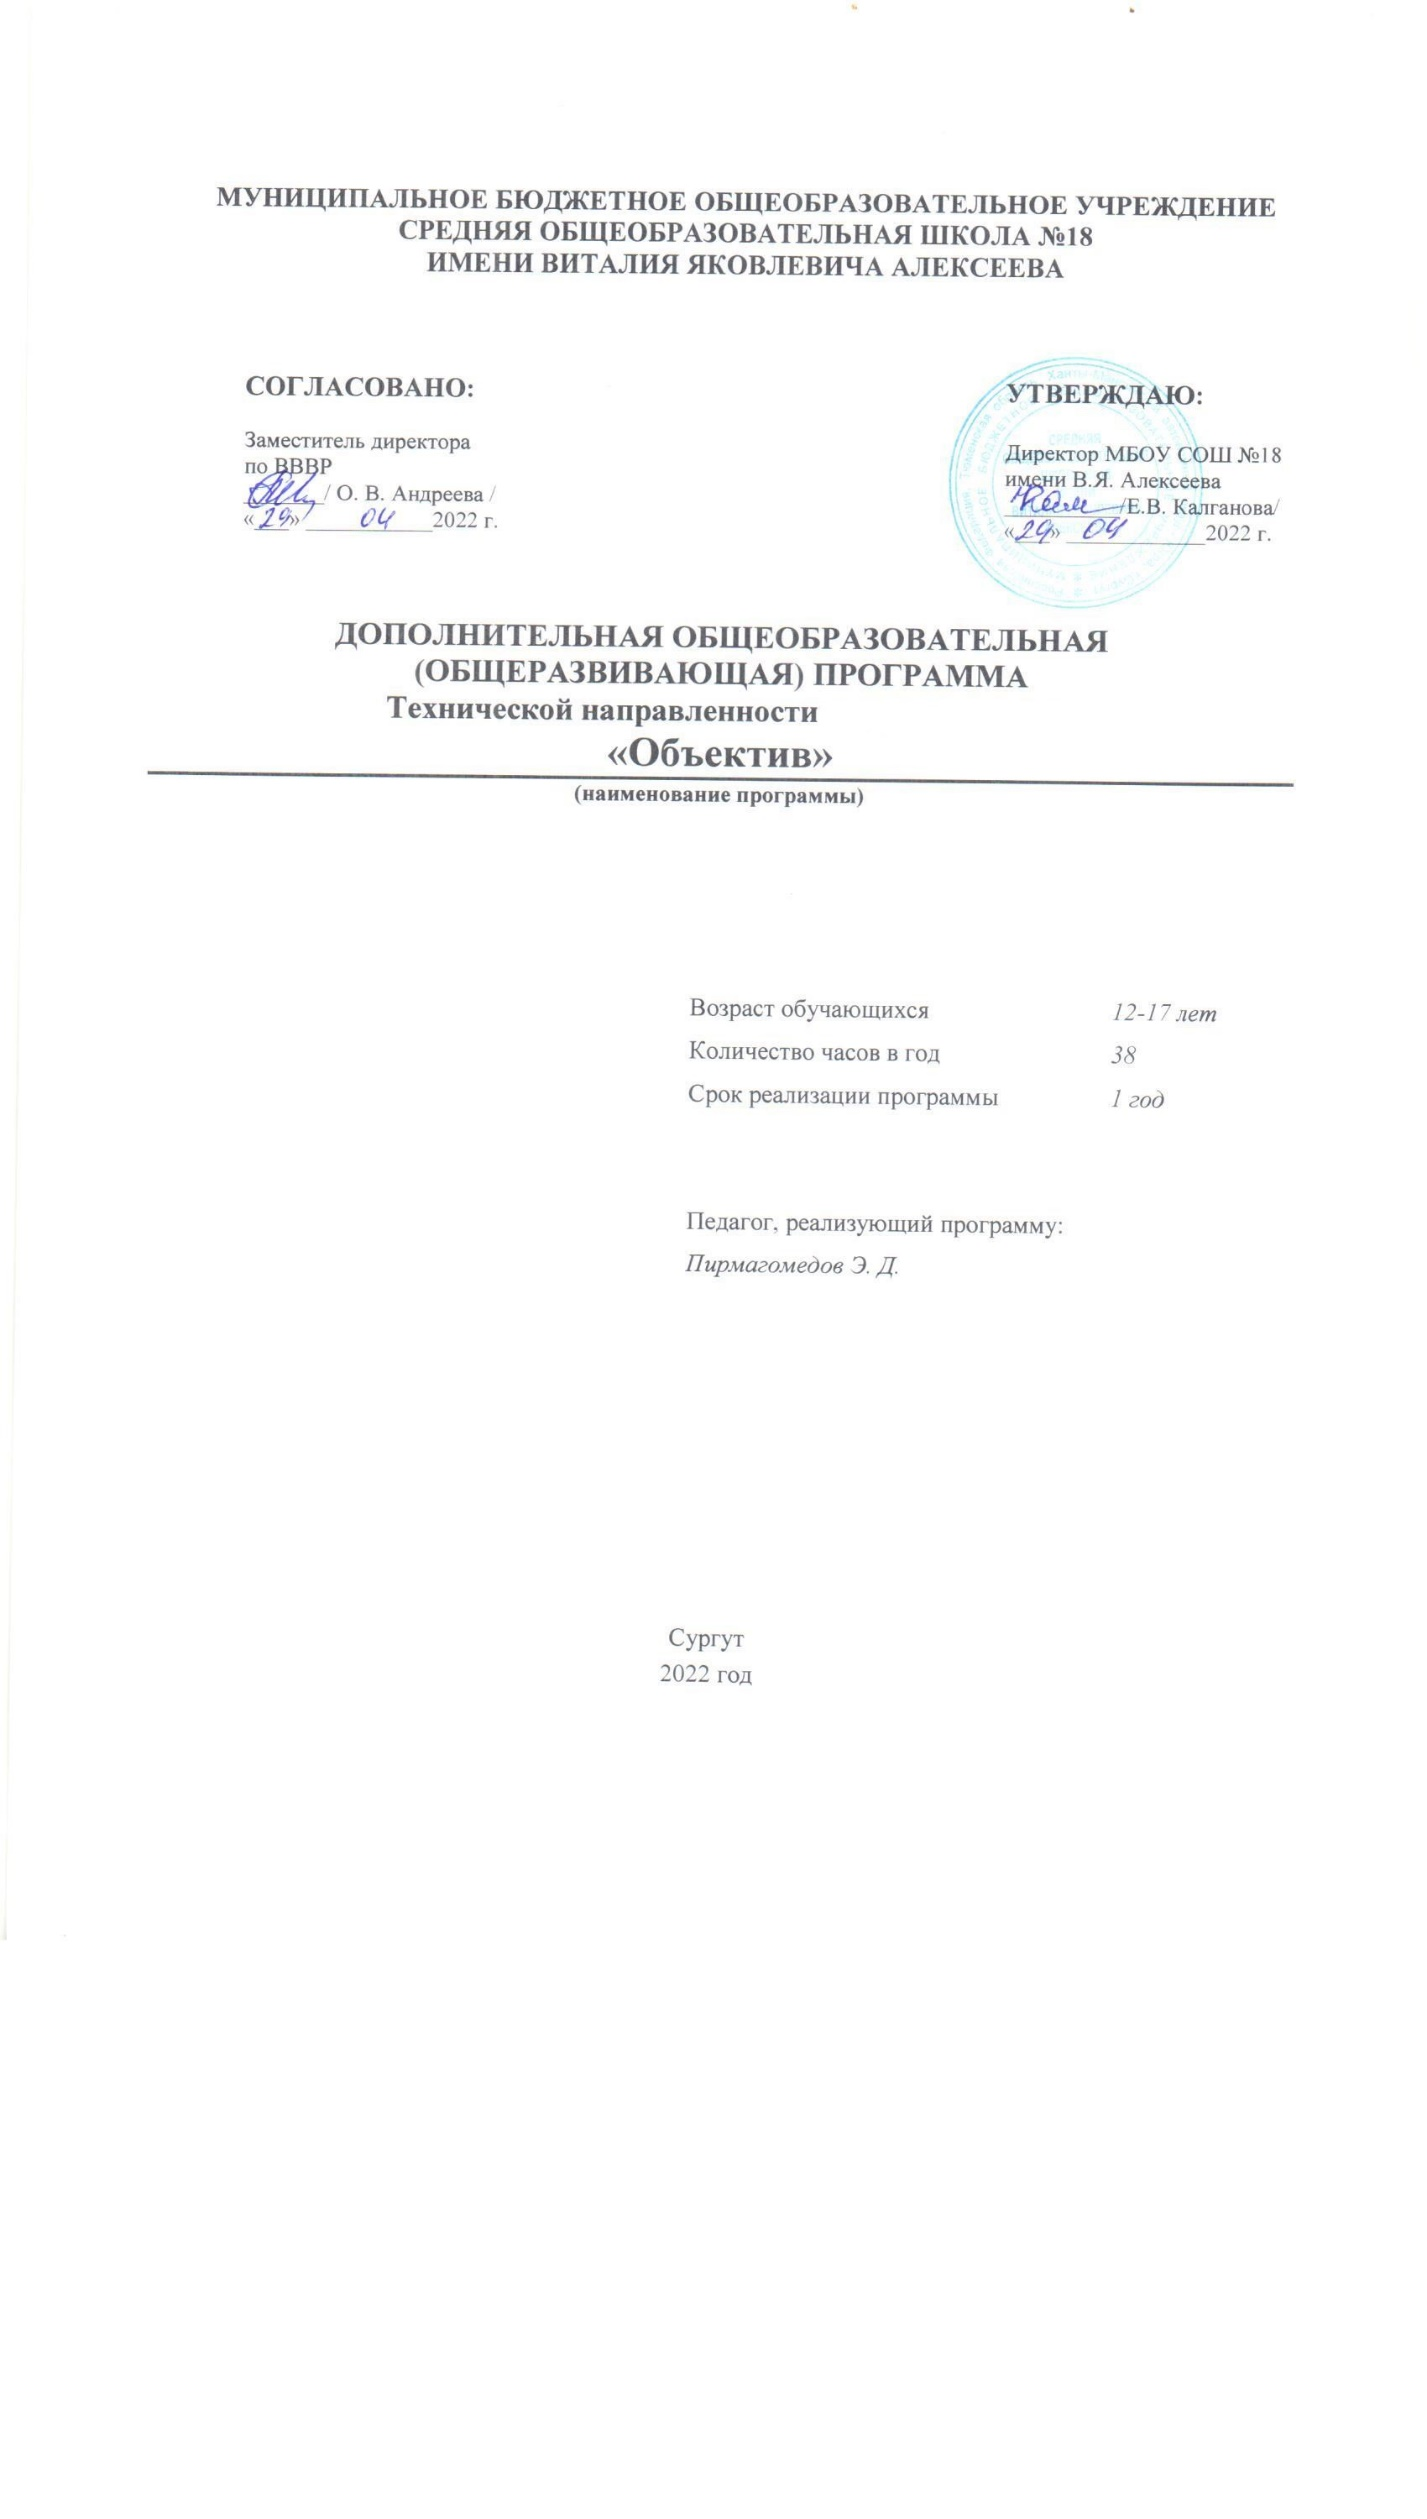 МУНИЦИПАЛЬНОЕ БЮДЖЕТНОЕ ОБЩЕОБРАЗОВАТЕЛЬНОЕ УЧРЕЖДЕНИЕ
СРЕДНЯЯ ОБЩЕОБРАЗОВАТЕЛЬНАЯ ШКОЛА №18
ИМЕНИ ВИТАЛИЯ ЯКОВЛЕВИЧА АЛЕКСЕЕВА
СОГЛАСОВАНО:
Заместитель директора
по ВВВР
/ О. В. Андреева /
«29» 04 2022 г.
УТВЕРЖДАЮ:
Директор МБОУ СОШ №18
имени В.Я. Алексеева
/Е.В. Калганова/
«29» 04 2022 г.
ДОПОЛНИТЕЛЬНАЯ ОБЩЕОБРАЗОВАТЕЛЬНАЯ
(ОБЩЕРАЗВИВАЮЩАЯ) ПРОГРАММА
Технической направленности
«Объектив»
(наименование программы)
Возраст обучающихся 12-17 лет
Количество часов в год 38
Срок реализации программы 1 год
Педагог, реализующий программу:
Пирмагомедов Э. Д.
Сургут
2022 год